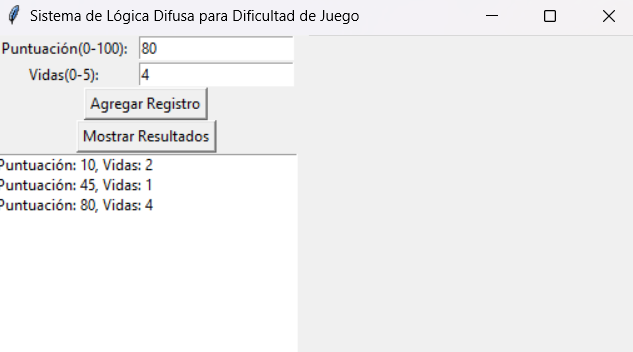 Sistema de Lógica Difusa para Dificultad de Juego
Puntuación(0-100): 80
Vidas(0-5): 4
Agregar Registro
Mostrar Resultados
Puntuación: 10, Vidas: 2
Puntuación: 45, Vidas: 1
Puntuación: 80, Vidas: 4